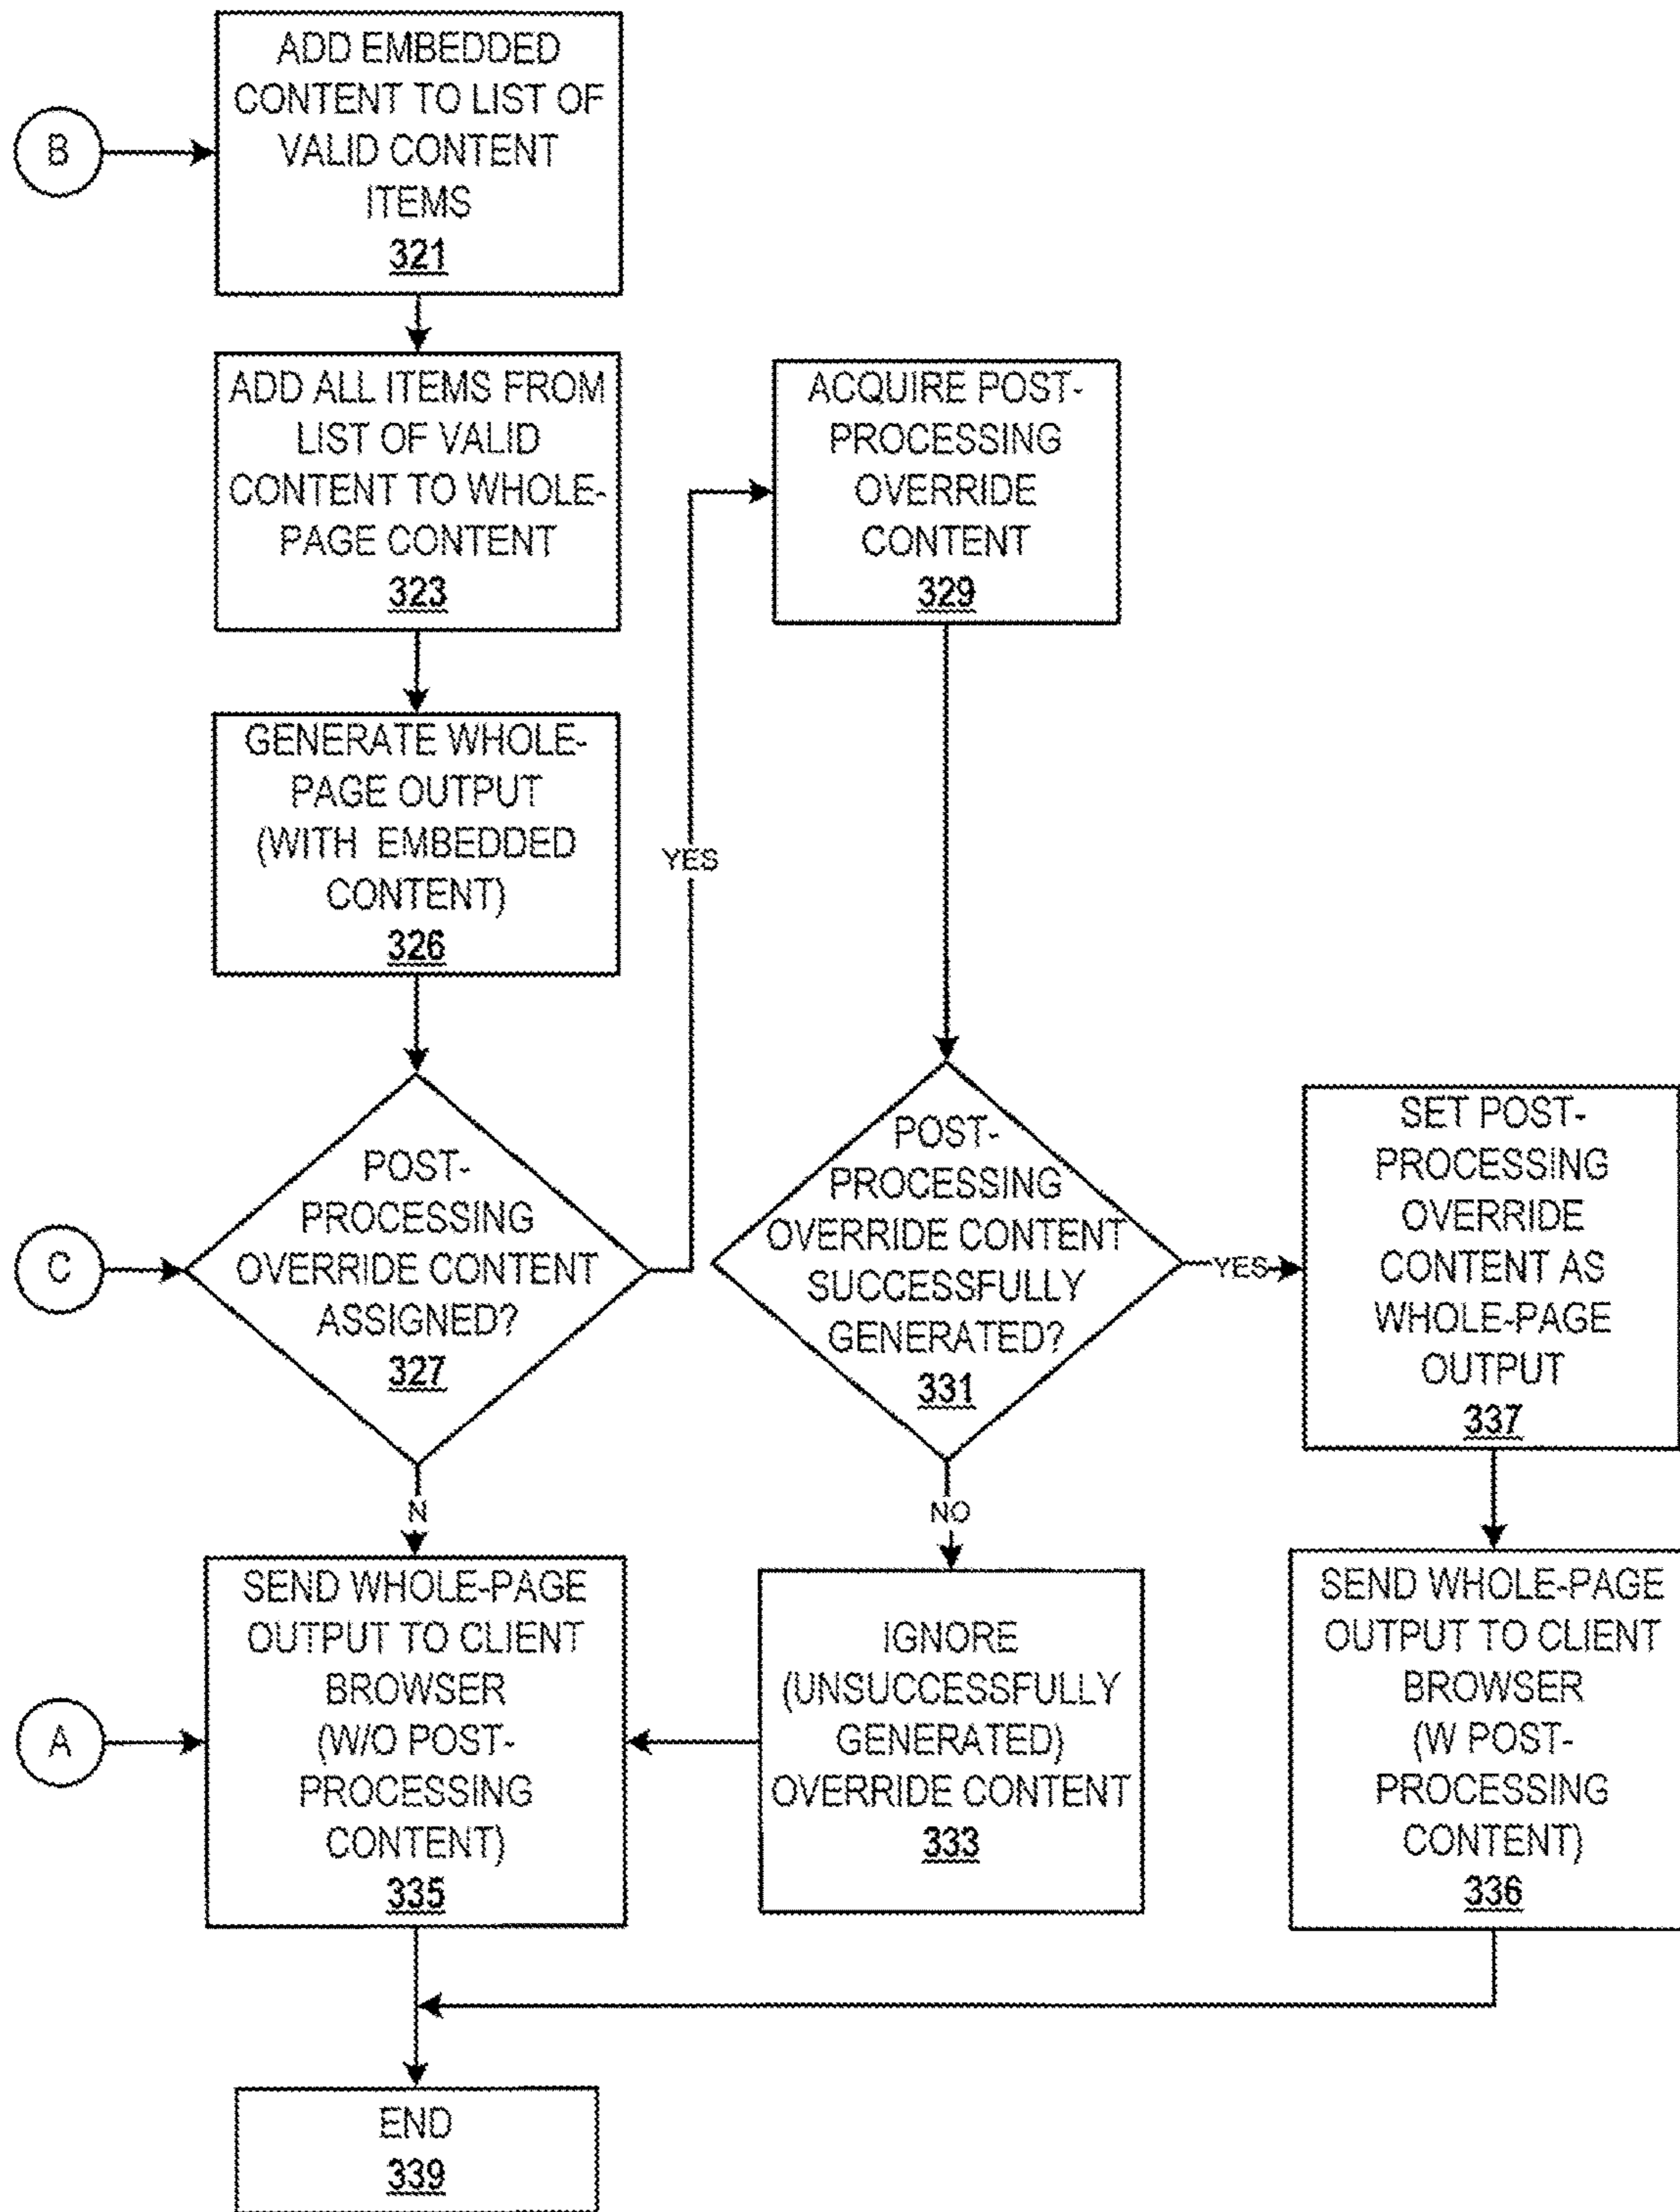 B
ADD EMBEDDED
CONTENT TO LIST OF
VALID CONTENT
ITEMS
321
ADD ALL ITEMS FROM
LIST OF VALID
CONTENT TO WHOLE-
PAGE CONTENT
323
GENERATE WHOLE-
PAGE OUTPUT
(WITH EMBEDDED
CONTENT)
326
C
POST-
PROCESSING
OVERRIDE CONTENT
ASSIGNED?
327
YES
N
ACQUIRE POST-
PROCESSING
OVERRIDE
CONTENT
329
POST-
PROCESSING
OVERRIDE CONTENT
SUCCESSFULLY
GENERATED?
331
YES
NO
SET POST-
PROCESSING
OVERRIDE
CONTENT AS
WHOLE-PAGE
OUTPUT
337
A
SEND WHOLE-PAGE
OUTPUT TO CLIENT
BROWSER
(W/O POST-
PROCESSING
CONTENT)
335
IGNORE
(UNSUCCESSFULLY
GENERATED)
OVERRIDE CONTENT
333
SEND WHOLE-PAGE
OUTPUT TO CLIENT
BROWSER
(W POST-
PROCESSING
CONTENT)
336
END
339